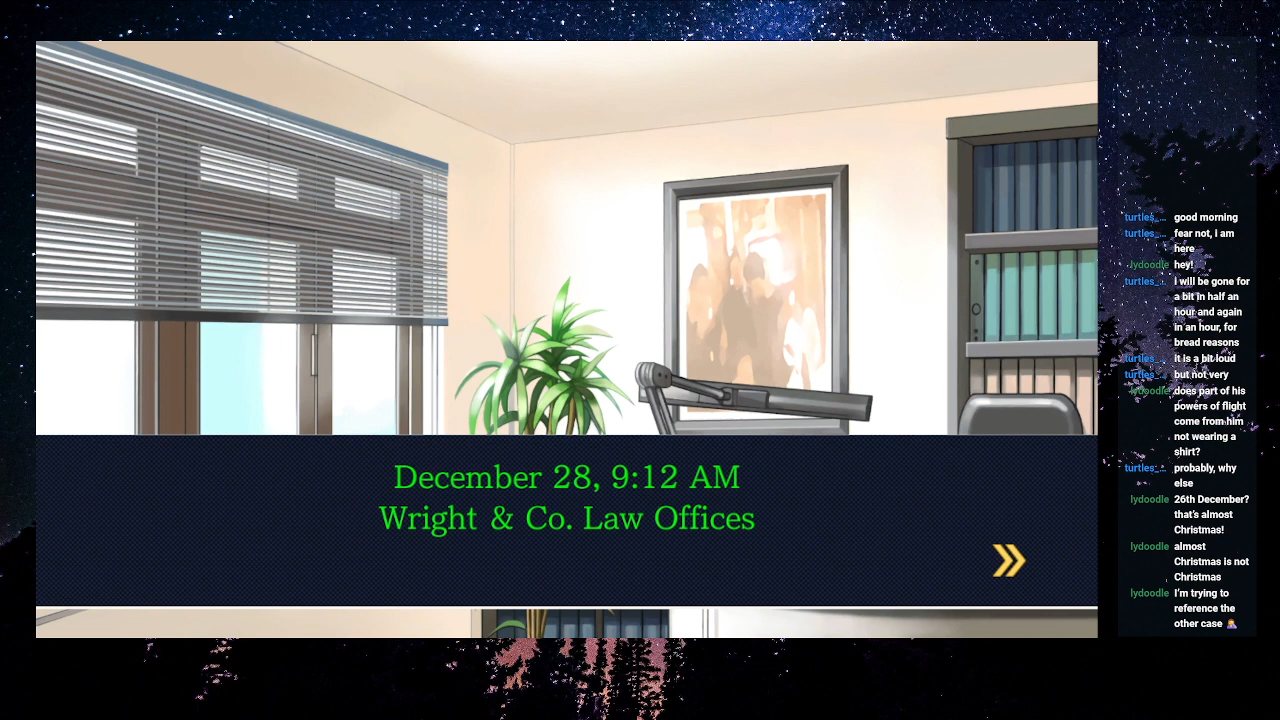 December 28, 9:12 AM
Wright & Co. Law Offices
turtles_... good morning
turtles_... fear not, I am
here
lydoodle hey!
turtles_... I will be gone for
a bit in half an
hour and again
in an hour, for
bread reasons
turtles_... it is a bit loud
turtles_... but not very
lydoodle does part of his
powers of flight
come from him
not wearing a
shirt?
turtles_... probably, why
else
lydoodle 26th December?
that's almost
Christmas!
lydoodle almost
Christmas is not
Christmas
lydoodle I'm trying to
reference the
other case 🤦‍♀️